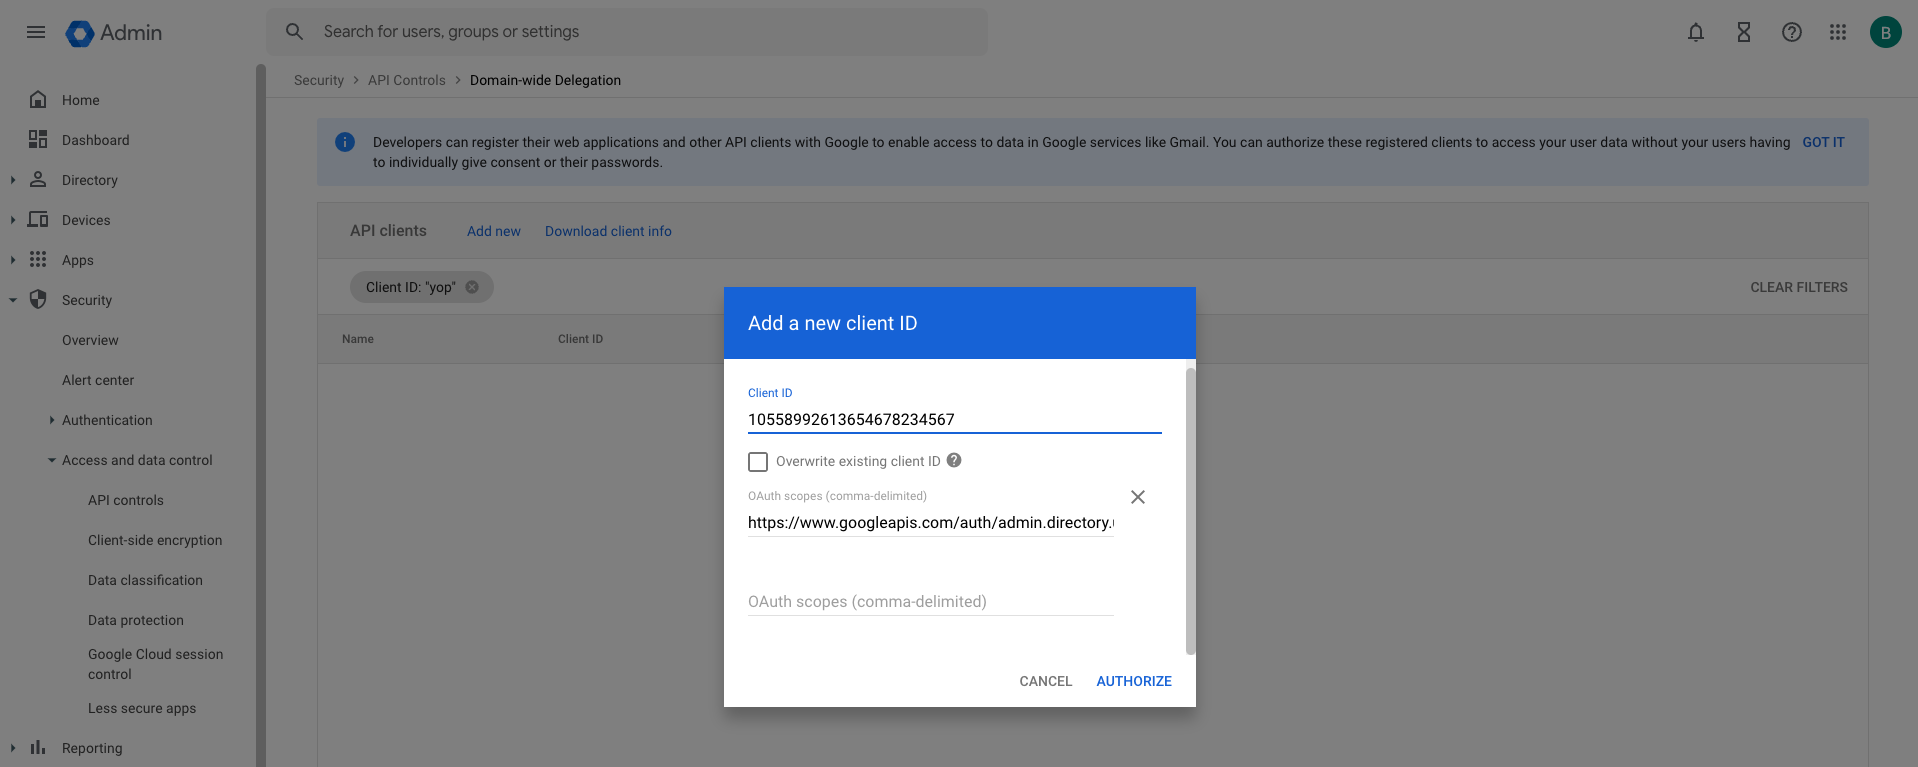 Admin
Search for users, groups or settings
B
Security > API Controls > Domain-wide Delegation
Home
Dashboard
Directory
Devices
Apps
Security
Overview
Alert center
Authentication
Access and data control
API controls
Client-side encryption
Data classification
Data protection
Google Cloud session
control
Less secure apps
Reporting
Developers can register their web applications and other API clients with Google to enable access to data in Google services like Gmail. You can authorize these registered clients to access your user data without your users having
to individually give consent or their passwords.
GOT IT
API clients Add new Download client info
Client ID: "yop"
CLEAR FILTERS
Name Client ID
Add a new client ID
Client ID
10558992613654678234567
Overwrite existing client ID
OAuth scopes (comma-delimited)
https://www.googleapis.com/auth/admin.directory.
OAuth scopes (comma-delimited)
CANCEL AUTHORIZE